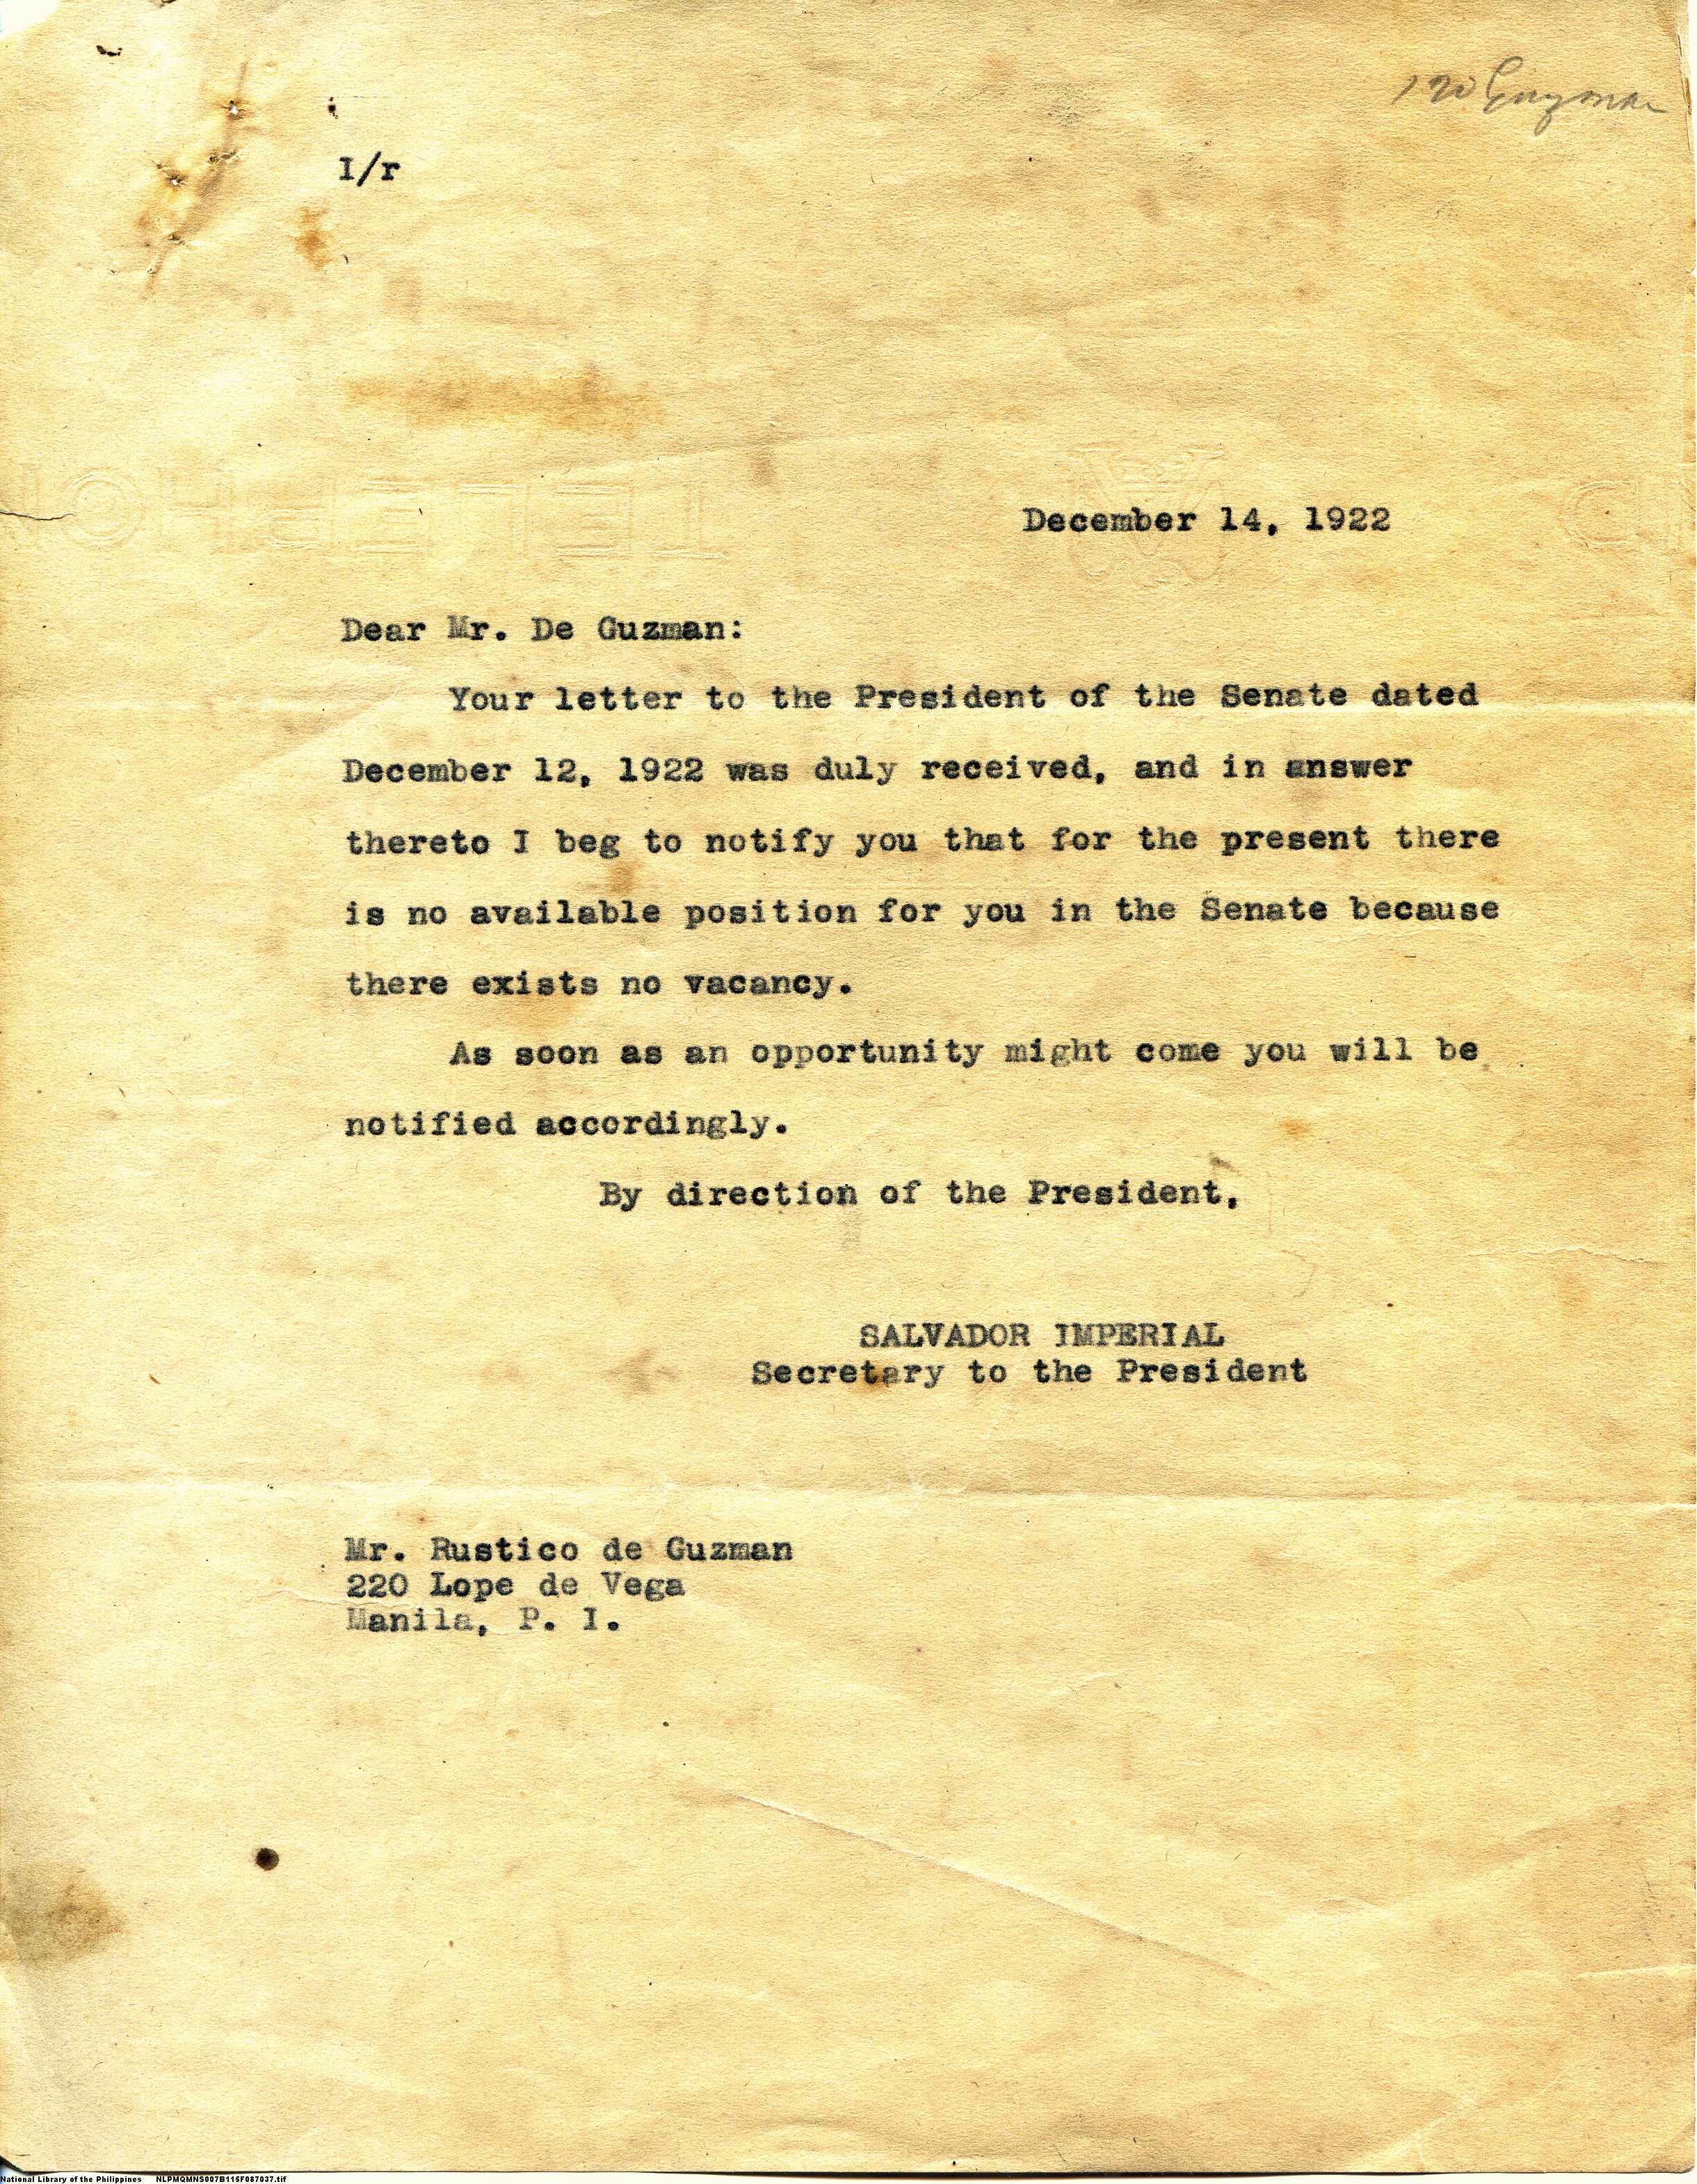 Guzman
I/r
December 14, 1922
Dear Mr. De Guzman:
Your letter to the President of the Senate dated
December 12, 1922 was duly received, and in answer
thereto I beg to notify you that for the present there
is no available position for you in the Senate because
there exists no vacancy.
As soon as an opportunity might come you will be
notified accordingly.
By direction of the President,
SALVADOR IMPERIAL
Secretary to the President
Mr. Rustico de Guzman
220 Lope de Vega
Manila, P. I.
National Library of the Philippines NLPMQMNS007B115F087037.tif